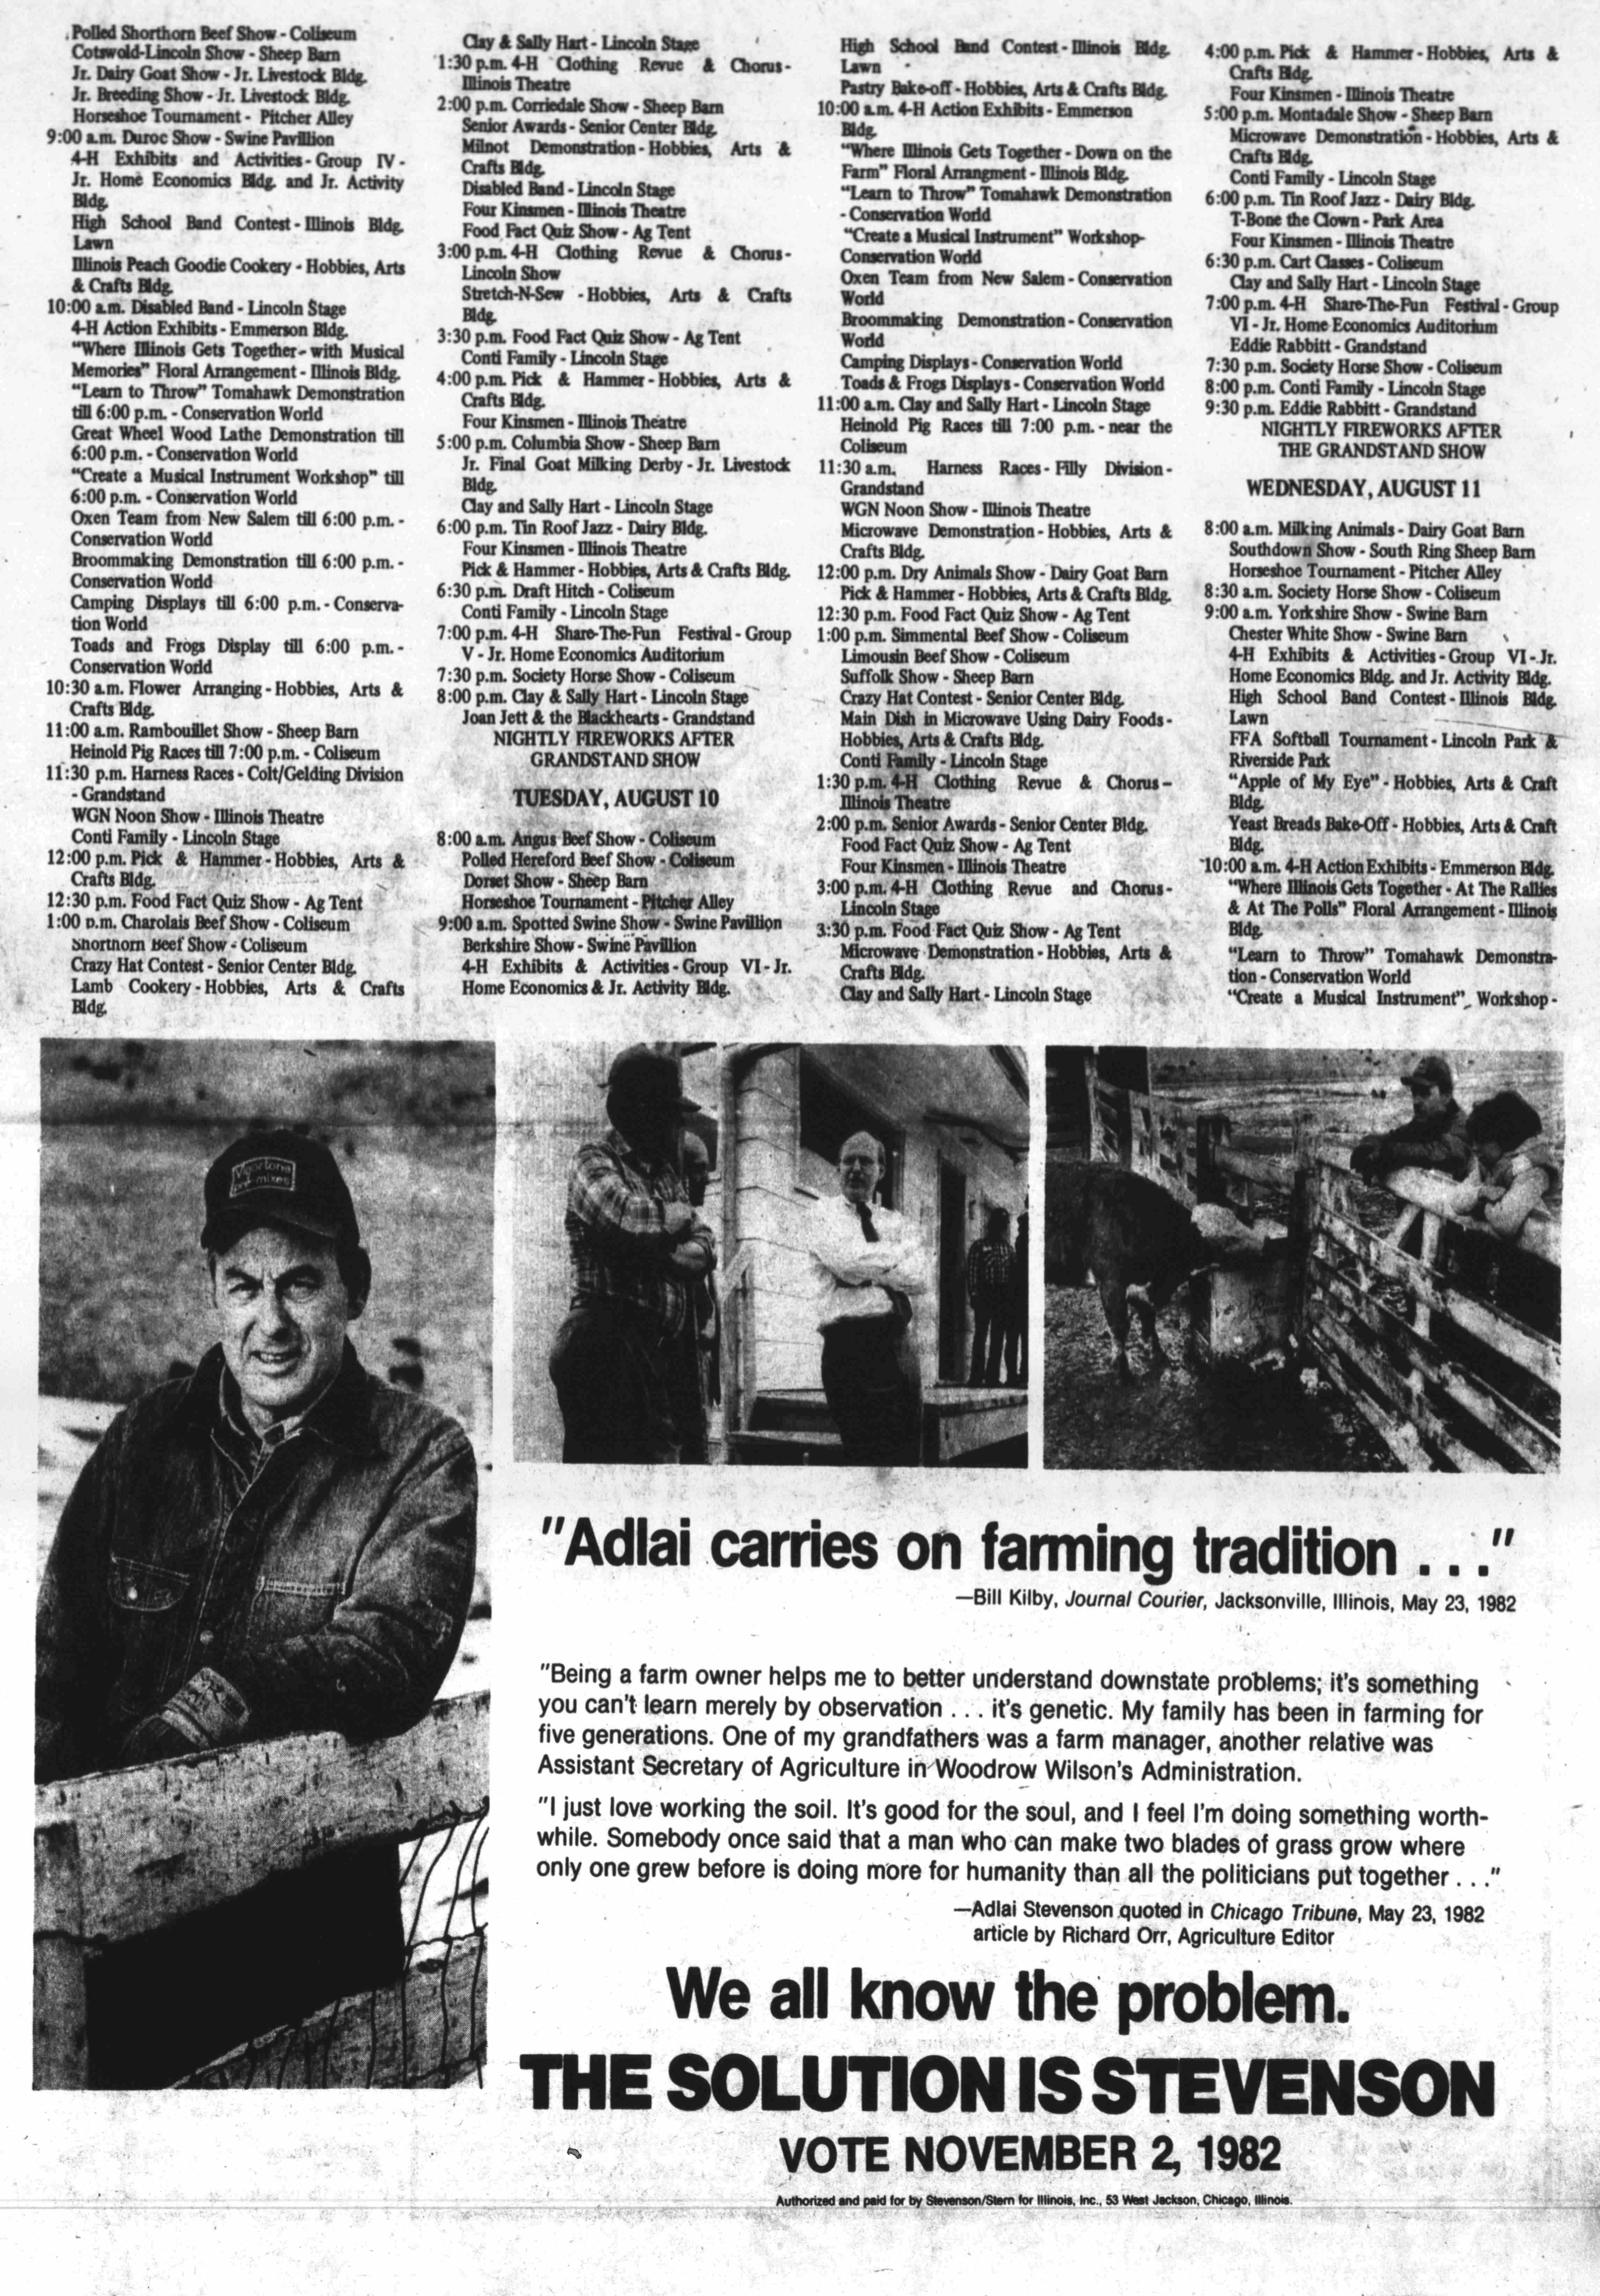 Polled Shorthorn Beef Show - Coliseum
Cotswold-Lincoln Show - Sheep Barn
Jr. Dairy Goat Show - Jr. Livestock Bldg.
Jr. Breeding Show - Jr. Livestock Bldg.
Horseshoe Tournament - Pitcher Alley
9:00 a.m. Duroc Show - Swine Pavillion
4-H Exhibits and Activities - Group IV -
Jr. Home Economics Bldg. and Jr. Activity
Bldg.
High School Band Contest - Illinois Bldg.
Lawn
Illinois Peach Goodie Cookery - Hobbies, Arts
& Crafts Bldg.
10:00 a.m. Disabled Band - Lincoln Stage
4-H Action Exhibits - Emmerson Bldg.
"Where Illinois Gets Together - with Musical
Memories" Floral Arrangement - Illinois Bldg.
"Learn to Throw" Tomahawk Demonstration
till 6:00 p.m. - Conservation World
Great Wheel Wood Lathe Demonstration till
6:00 p.m. - Conservation World
"Create a Musical Instrument Workshop" till
6:00 p.m. - Conservation World
Oxen Team from New Salem till 6:00 p.m. -
Conservation World
Broommaking Demonstration till 6:00 p.m. -
Conservation World
Camping Displays till 6:00 p.m. - Conserva-
tion World
Toads and Frogs Display till 6:00 p.m. -
Conservation World
10:30 a.m. Flower Arranging - Hobbies, Arts &
Crafts Bldg.
11:00 a.m. Rambouillet Show - Sheep Barn
Heinold Pig Races till 7:00 p.m. - Coliseum
11:30 p.m. Harness Races - Colt/Gelding Division
- Grandstand
WGN Noon Show - Illinois Theatre
Conti Family - Lincoln Stage
12:00 p.m. Pick & Hammer - Hobbies, Arts &
Crafts Bldg.
12:30 p.m. Food Fact Quiz Show - Ag Tent
1:00 p.m. Charolais Beef Show - Coliseum
Shorthorn Beef Show - Coliseum
Crazy Hat Contest - Senior Center Bldg.
Lamb Cookery - Hobbies, Arts & Crafts
Bldg.
Clay & Sally Hart - Lincoln Stage
1:30 p.m. 4-H Clothing Revue & Chorus -
Illinois Theatre
2:00 p.m. Corriedale Show - Sheep Barn
Senior Awards - Senior Center Bldg.
Milnot Demonstration - Hobbies, Arts &
Crafts Bldg.
Disabled Band - Lincoln Stage
Four Kinsmen - Illinois Theatre
Food Fact Quiz Show - Ag Tent
3:00 p.m. 4-H Clothing Revue & Chorus -
Lincoln Show
Stretch-N-Sew - Hobbies, Arts & Crafts
Bldg.
3:30 p.m. Food Fact Quiz Show - Ag Tent
Conti Family - Lincoln Stage
4:00 p.m. Pick & Hammer - Hobbies, Arts &
Crafts Bldg.
Four Kinsmen - Illinois Theatre
5:00 p.m. Columbia Show - Sheep Barn
Jr. Final Goat Milking Derby - Jr. Livestock
Bldg.
Clay and Sally Hart - Lincoln Stage
6:00 p.m. Tin Roof Jazz - Dairy Bldg.
Four Kinsmen - Illinois Theatre
Pick & Hammer - Hobbies, Arts & Crafts Bldg.
6:30 p.m. Draft Hitch - Coliseum
Conti Family - Lincoln Stage
7:00 p.m. 4-H Share-The-Fun Festival - Group
V - Jr. Home Economics Auditorium
7:30 p.m. Society Horse Show - Coliseum
8:00 p.m. Clay & Sally Hart - Lincoln Stage
Joan Jett & the Blackhearts - Grandstand
NIGHTLY FIREWORKS AFTER
GRANDSTAND SHOW
TUESDAY, AUGUST 10
8:00 a.m. Angus Beef Show - Coliseum
Polled Hereford Beef Show - Coliseum
Dorset Show - Sheep Barn
Horseshoe Tournament - Pitcher Alley
9:00 a.m. Spotted Swine Show - Swine Pavillion
Berkshire Show - Swine Pavillion
4-H Exhibits & Activities - Group VI - Jr.
Home Economics & Jr. Activity Bldg.
High School Band Contest - Illinois Bldg.
Lawn
Pastry Bake-off - Hobbies, Arts & Crafts Bldg.
10:00 a.m. 4-H Action Exhibits - Emmerson
Bldg.
"Where Illinois Gets Together - Down on the
Farm" Floral Arrangment - Illinois Bldg.
"Learn to Throw" Tomahawk Demonstration
- Conservation World
"Create a Musical Instrument" Workshop-
Conservation World
Oxen Team from New Salem - Conservation
World
Broommaking Demonstration - Conservation
World
Camping Displays - Conservation World
Toads & Frogs Displays - Conservation World
11:00 a.m. Clay and Sally Hart - Lincoln Stage
Heinold Pig Races till 7:00 p.m. - near the
Coliseum
11:30 a.m. Harness Races - Filly Division -
Grandstand
WGN Noon Show - Illinois Theatre
Microwave Demonstration - Hobbies, Arts &
Crafts Bldg.
12:00 p.m. Dry Animals Show - Dairy Goat Barn
Pick & Hammer - Hobbies, Arts & Crafts Bldg.
12:30 p.m. Food Fact Quiz Show - Ag Tent
1:00 p.m. Simmental Beef Show - Coliseum
Limousin Beef Show - Coliseum
Suffolk Show - Sheep Barn
Crazy Hat Contest - Senior Center Bldg.
Main Dish in Microwave Using Dairy Foods -
Hobbies, Arts & Crafts Bldg.
Conti Family - Lincoln Stage
1:30 p.m. 4-H Clothing Revue & Chorus -
Illinois Theatre
2:00 p.m. Senior Awards - Senior Center Bldg.
Food Fact Quiz Show - Ag Tent
Four Kinsmen - Illinois Theatre
3:00 p.m. 4-H Clothing Revue and Chorus -
Lincoln Stage
3:30 p.m. Food Fact Quiz Show - Ag Tent
Microwave Demonstration - Hobbies, Arts &
Crafts Bldg.
Clay and Sally Hart - Lincoln Stage
4:00 p.m. Pick & Hammer - Hobbies, Arts &
Crafts Bldg.
Four Kinsmen - Illinois Theatre
5:00 p.m. Montadale Show - Sheep Barn
Microwave Demonstration - Hobbies, Arts &
Crafts Bldg.
Conti Family - Lincoln Stage
6:00 p.m. Tin Roof Jazz - Dairy Bldg.
T-Bone the Clown - Park Area
Four Kinsmen - Illinois Theatre
6:30 p.m. Cart Classes - Coliseum
Clay and Sally Hart - Lincoln Stage
7:00 p.m. 4-H Share-The-Fun Festival - Group
VI - Jr. Home Economics Auditorium
Eddie Rabbitt - Grandstand
7:30 p.m. Society Horse Show - Coliseum
8:00 p.m. Conti Family - Lincoln Stage
9:30 p.m. Eddie Rabbitt - Grandstand
NIGHTLY FIREWORKS AFTER
THE GRANDSTAND SHOW
WEDNESDAY, AUGUST 11
8:00 a.m. Milking Animals - Dairy Goat Barn
Southdown Show - South Ring Sheep Barn
Horseshoe Tournament - Pitcher Alley
8:30 a.m. Society Horse Show - Coliseum
9:00 a.m. Yorkshire Show - Swine Barn
Chester White Show - Swine Barn
4-H Exhibits & Activities - Group VI - Jr.
Home Economics Bldg. and Jr. Activity Bldg.
High School Band Contest - Illinois Bldg.
Lawn
FFA Softball Tournament - Lincoln Park &
Riverside Park
"Apple of My Eye" - Hobbies, Arts & Craft
Bldg.
Yeast Breads Bake-Off - Hobbies, Arts & Craft
Bldg.
10:00 a.m. 4-H Action Exhibits - Emmerson Bldg.
"Where Illinois Gets Together - At The Rallies
& At The Polls" Floral Arrangement - Illinois
Bldg.
"Learn to Throw" Tomahawk Demonstra-
tion - Conservation World
"Create a Musical Instrument" Workshop -
Vigortone
pre-mixes
"Adlai carries on farming tradition . . ."
—Bill Kilby, Journal Courier, Jacksonville, Illinois, May 23, 1982
"Being a farm owner helps me to better understand downstate problems; it's something
you can't learn merely by observation . . . it's genetic. My family has been in farming for
five generations. One of my grandfathers was a farm manager, another relative was
Assistant Secretary of Agriculture in Woodrow Wilson's Administration.
"I just love working the soil. It's good for the soul, and I feel I'm doing something worth-
while. Somebody once said that a man who can make two blades of grass grow where
only one grew before is doing more for humanity than all the politicians put together . . ."
—Adlai Stevenson quoted in Chicago Tribune, May 23, 1982
article by Richard Orr, Agriculture Editor
We all know the problem.
THE SOLUTION IS STEVENSON
VOTE NOVEMBER 2, 1982
Authorized and paid for by Stevenson/Stern for Illinois, Inc., 53 West Jackson, Chicago, Illinois.